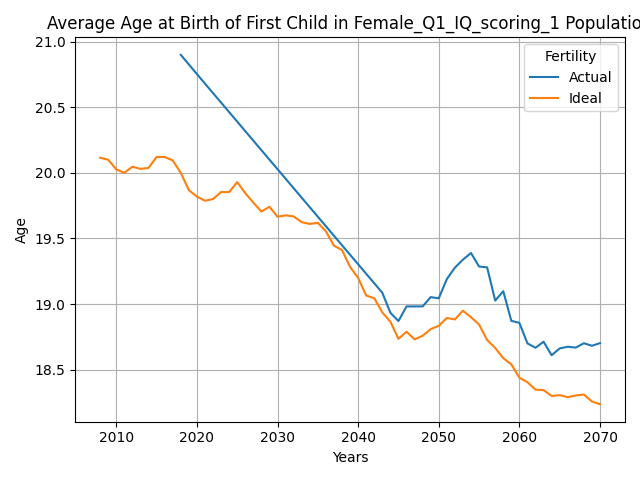 Average Age at Birth of First Child in Female_Q1_IQ_scoring_1 Populatio
21.0
20.5
20.0
19.5
19.0
18.5
Age
Fertility
Actual
Ideal
2010 2020 2030 2040 2050 2060 2070
Years